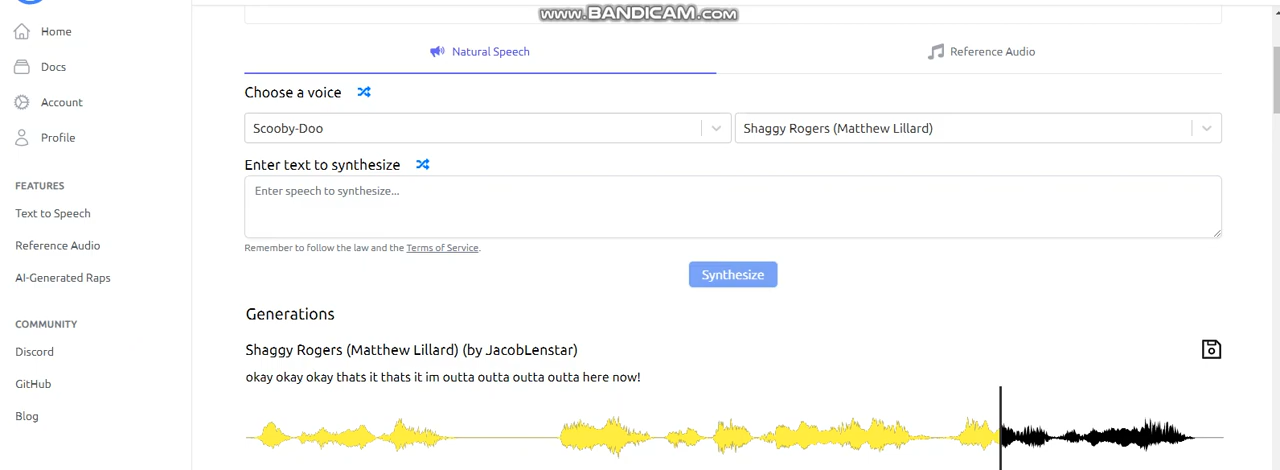 www.BANDICAM.com
Home
Docs
Account
Profile
FEATURES
Text to Speech
Reference Audio
AI-Generated Raps
COMMUNITY
Discord
GitHub
Blog
Natural Speech
Reference Audio
Choose a voice
Scooby-Doo
Shaggy Rogers (Matthew Lillard)
Enter text to synthesize
Enter speech to synthesize...
Remember to follow the law and the Terms of Service.
Synthesize
Generations
Shaggy Rogers (Matthew Lillard) (by JacobLenstar)
okay okay okay thats it thats it im outta outta outta outta here now!